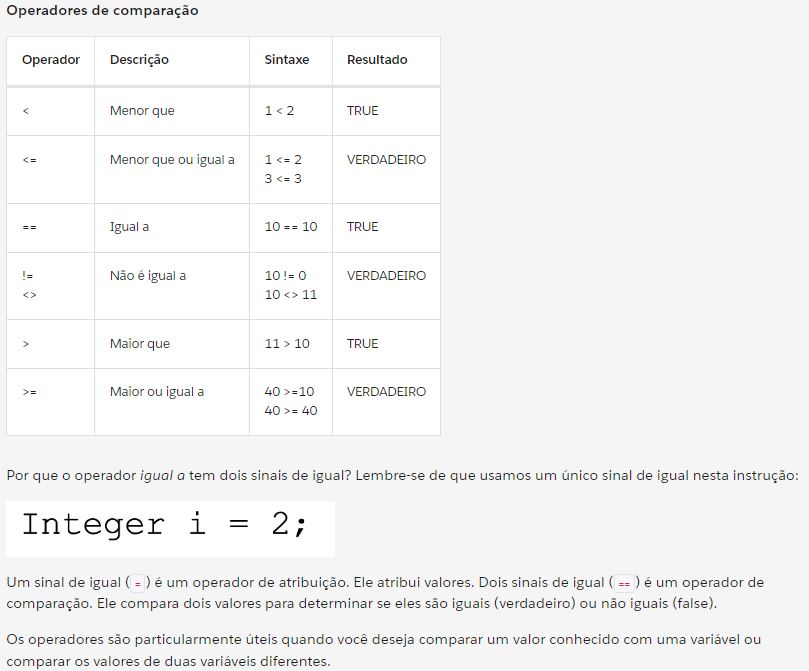 Operadores de comparação
Operador Descrição Sintaxe Resultado
< Menor que 1 < 2 TRUE
<= Menor que ou igual a 1 <= 2 VERDADEIRO
3 <= 3
== Igual a 10 == 10 TRUE
!= Não é igual a 10 != 0 VERDADEIRO
<> 10 <> 11
> Maior que 11 > 10 TRUE
>= Maior ou igual a 40 >=10 VERDADEIRO
40 >= 40
Por que o operador igual a tem dois sinais de igual? Lembre-se de que usamos um único sinal de igual nesta instrução:
Integer i = 2;
Um sinal de igual ( = ) é um operador de atribuição. Ele atribui valores. Dois sinais de igual ( == ) é um operador de
comparação. Ele compara dois valores para determinar se eles são iguais (verdadeiro) ou não iguais (false).
Os operadores são particularmente úteis quando você deseja comparar um valor conhecido com uma variável ou
comparar os valores de duas variáveis diferentes.